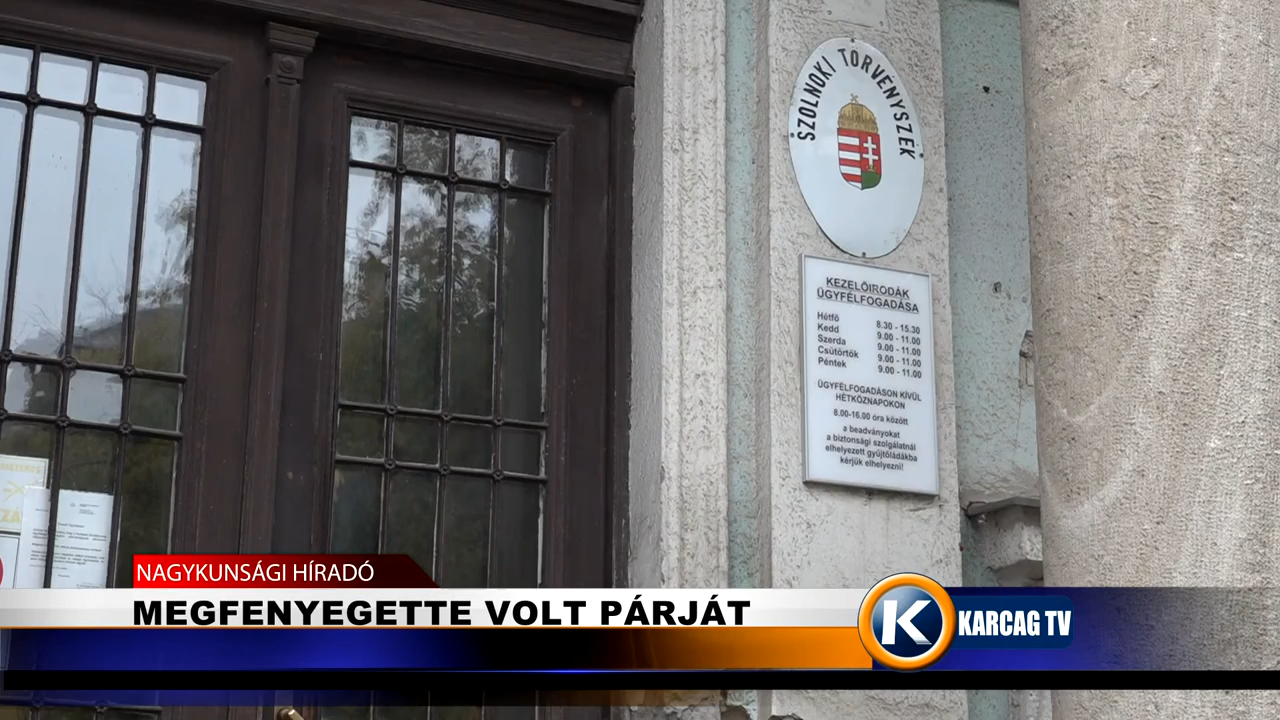 SZOLNOKI TÖRVÉNYSZÉK
KEZELŐIRODÁK
ÜGYFÉLFOGADÁSA
Hétfő 8.30 - 15.30
Kedd 9.00 - 11.00
Szerda 9.00 - 11.00
Csütörtök 9.00 - 11.00
Péntek 9.00 - 11.00
ÜGYFÉLFOGADÁSON KÍVÜL
HÉTKÖZNAPOKON
8.00-16.00 óra között
a beadványokat
a biztonsági szolgálatnál
elhelyezett gyűjtőládákba
kérjük elhelyezni!
NAGYKUNSÁGI HÍRADÓ
MEGFENYEGETTE VOLT PÁRJÁT
K KARCAG TV